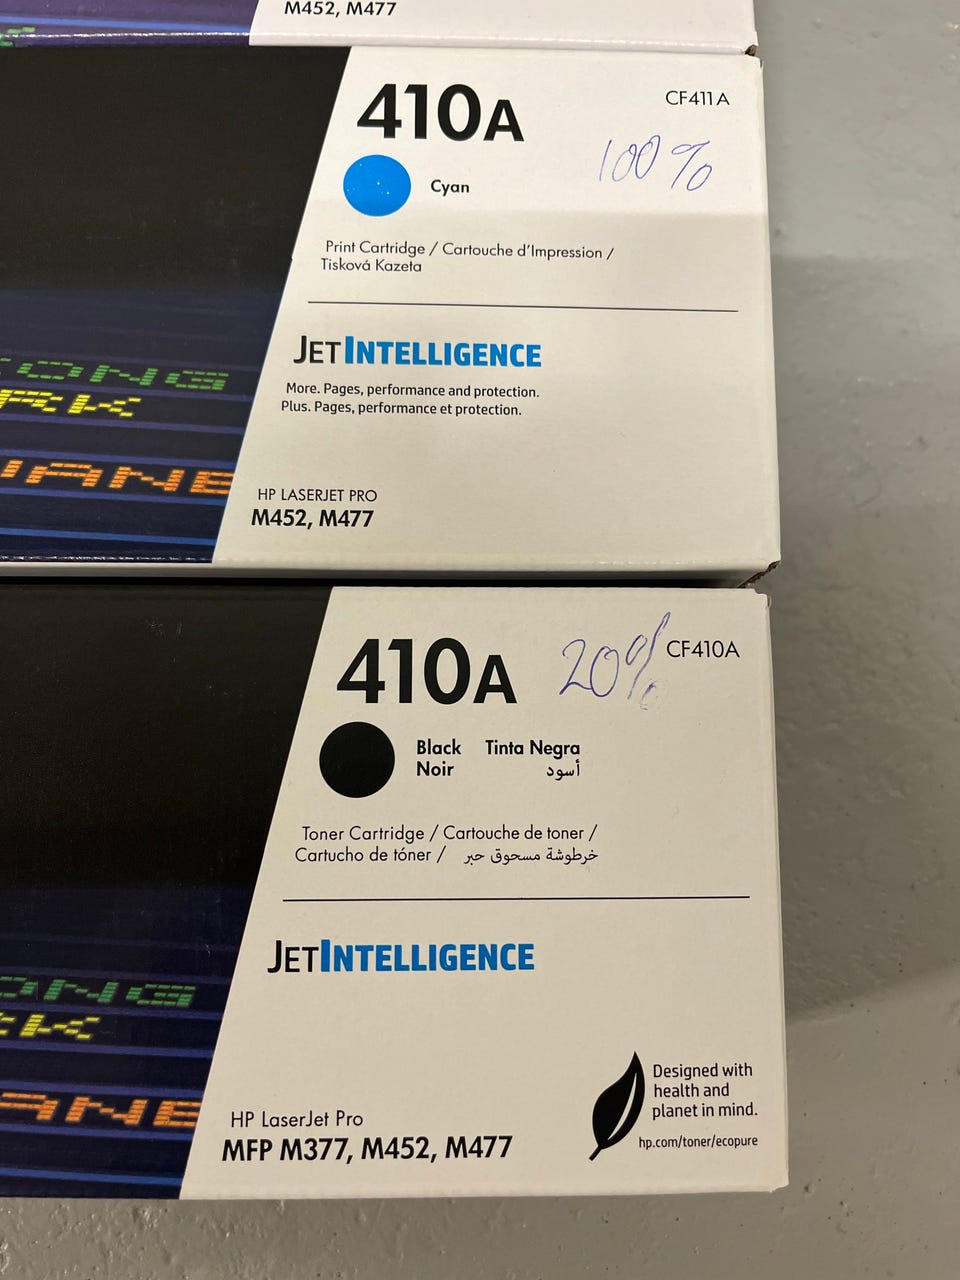 M452, M477
410A
CF411A
100%
Cyan
Print Cartridge / Cartouche d'Impression /
Tisková Kazeta
JETINTELLIGENCE
More. Pages, performance and protection.
Plus. Pages, performance et protection.
HP LASERJET PRO
M452, M477
410A
20%
CF410A
Black Tinta Negra
Noir أسود
Toner Cartridge / Cartouche de toner /
Cartucho de tóner / خرطوشة مسحوق حبر
JETINTELLIGENCE
Designed with
health and
planet in mind.
hp.com/toner/ecopure
HP LaserJet Pro
MFP M377, M452, M477